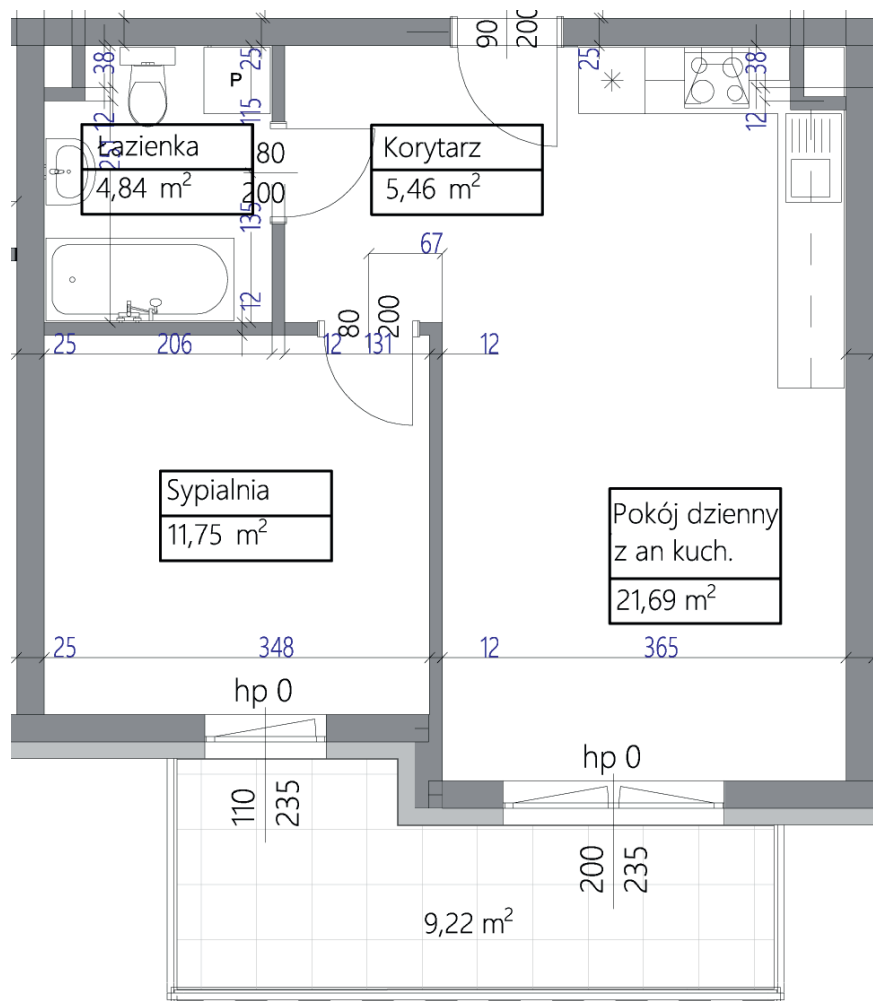 90
200
38
25
25
38
P
12
115
12
Łazienka
251
4,84 m²
80
200
135
Korytarz
5,46 m²
67
12
80
200
25
206
12
131
12
Sypialnia
11,75 m²
Pokój dzienny
z an kuch.
21,69 m²
25
348
12
365
hp 0
hp 0
110
235
200
235
9,22 m²